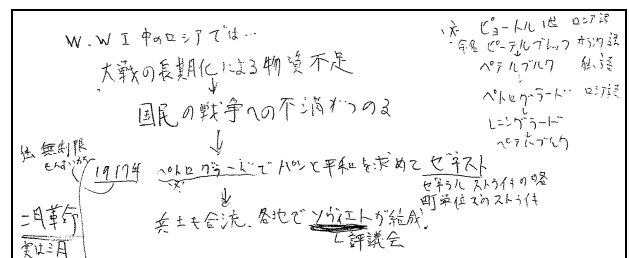 W.W I 中のロシアでは…
大戦の長期化による物資不足
↓
国民の戦争への不満がつのる
↓
1917年 ペトログラードでパンと平和を求めてゼネスト
ゼネラルストライキの略
町単位でのストライキ
↓
兵士も合流、各地でソヴィエトが結成。
評議会
独 無制限
二月革命
実は三月
※ ピョートル1世 ロシア語
ペテルブルク
↓
ペトログラード ロシア語
↓
レニングラード
↓
ペテルブルク